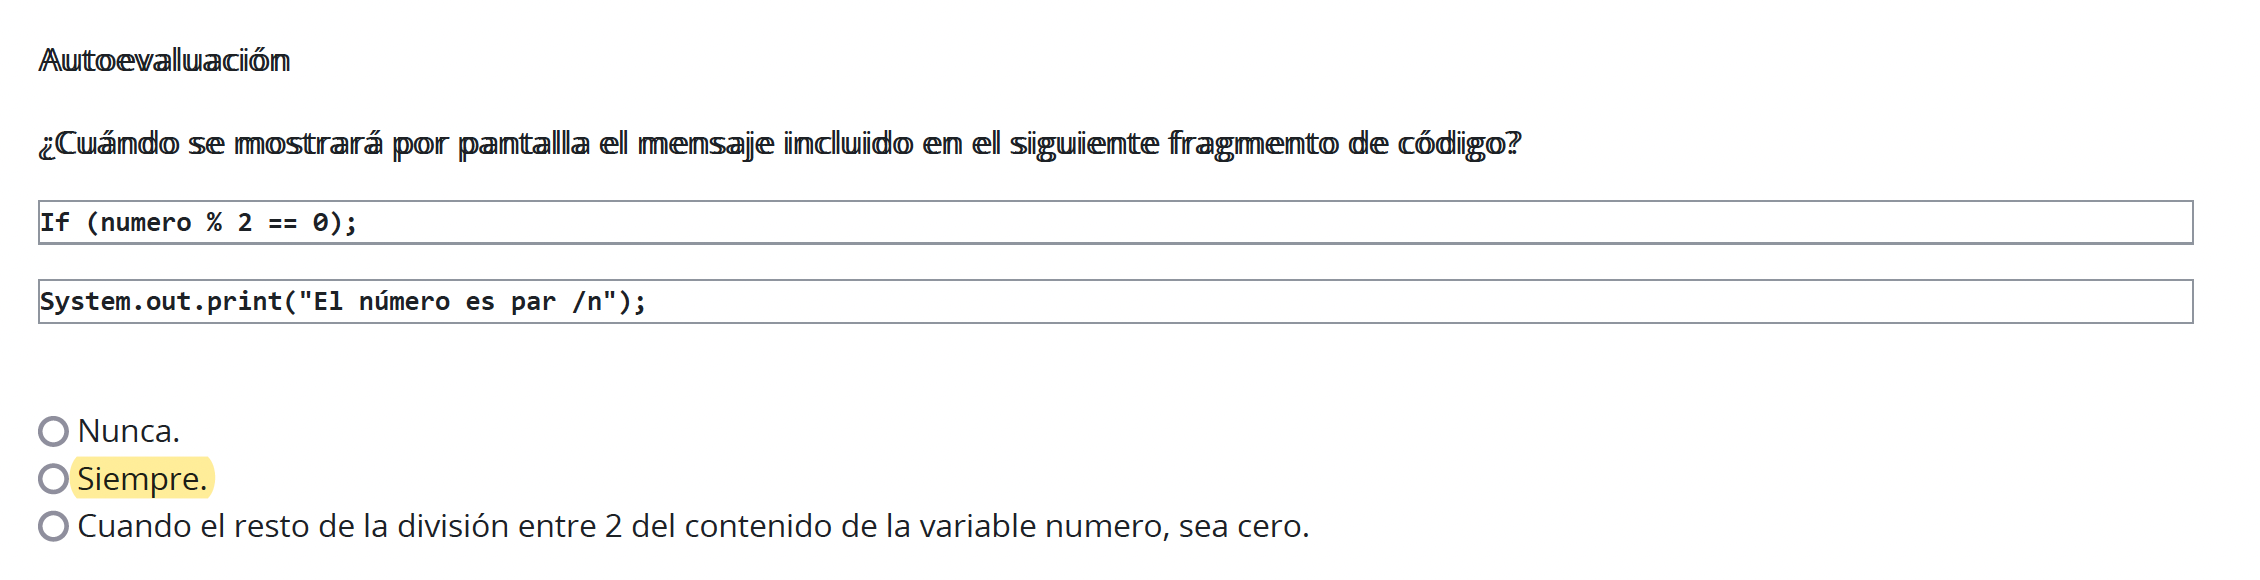 Autoevaluación
¿Cuándo se mostrará por pantalla el mensaje incluido en el siguiente fragmento de código?
If (numero % 2 == 0);
System.out.print("El número es par /n");
Nunca.
Siempre.
Cuando el resto de la división entre 2 del contenido de la variable numero, sea cero.